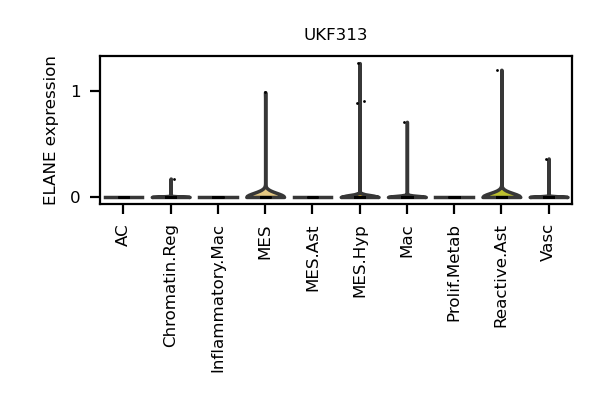 UKF313
ELANE expression
1
0
AC
Chromatin.Reg
Inflammatory.Mac
MES
MES.Ast
MES.Hyp
Mac
Prolif.Metab
Reactive.Ast
Vasc